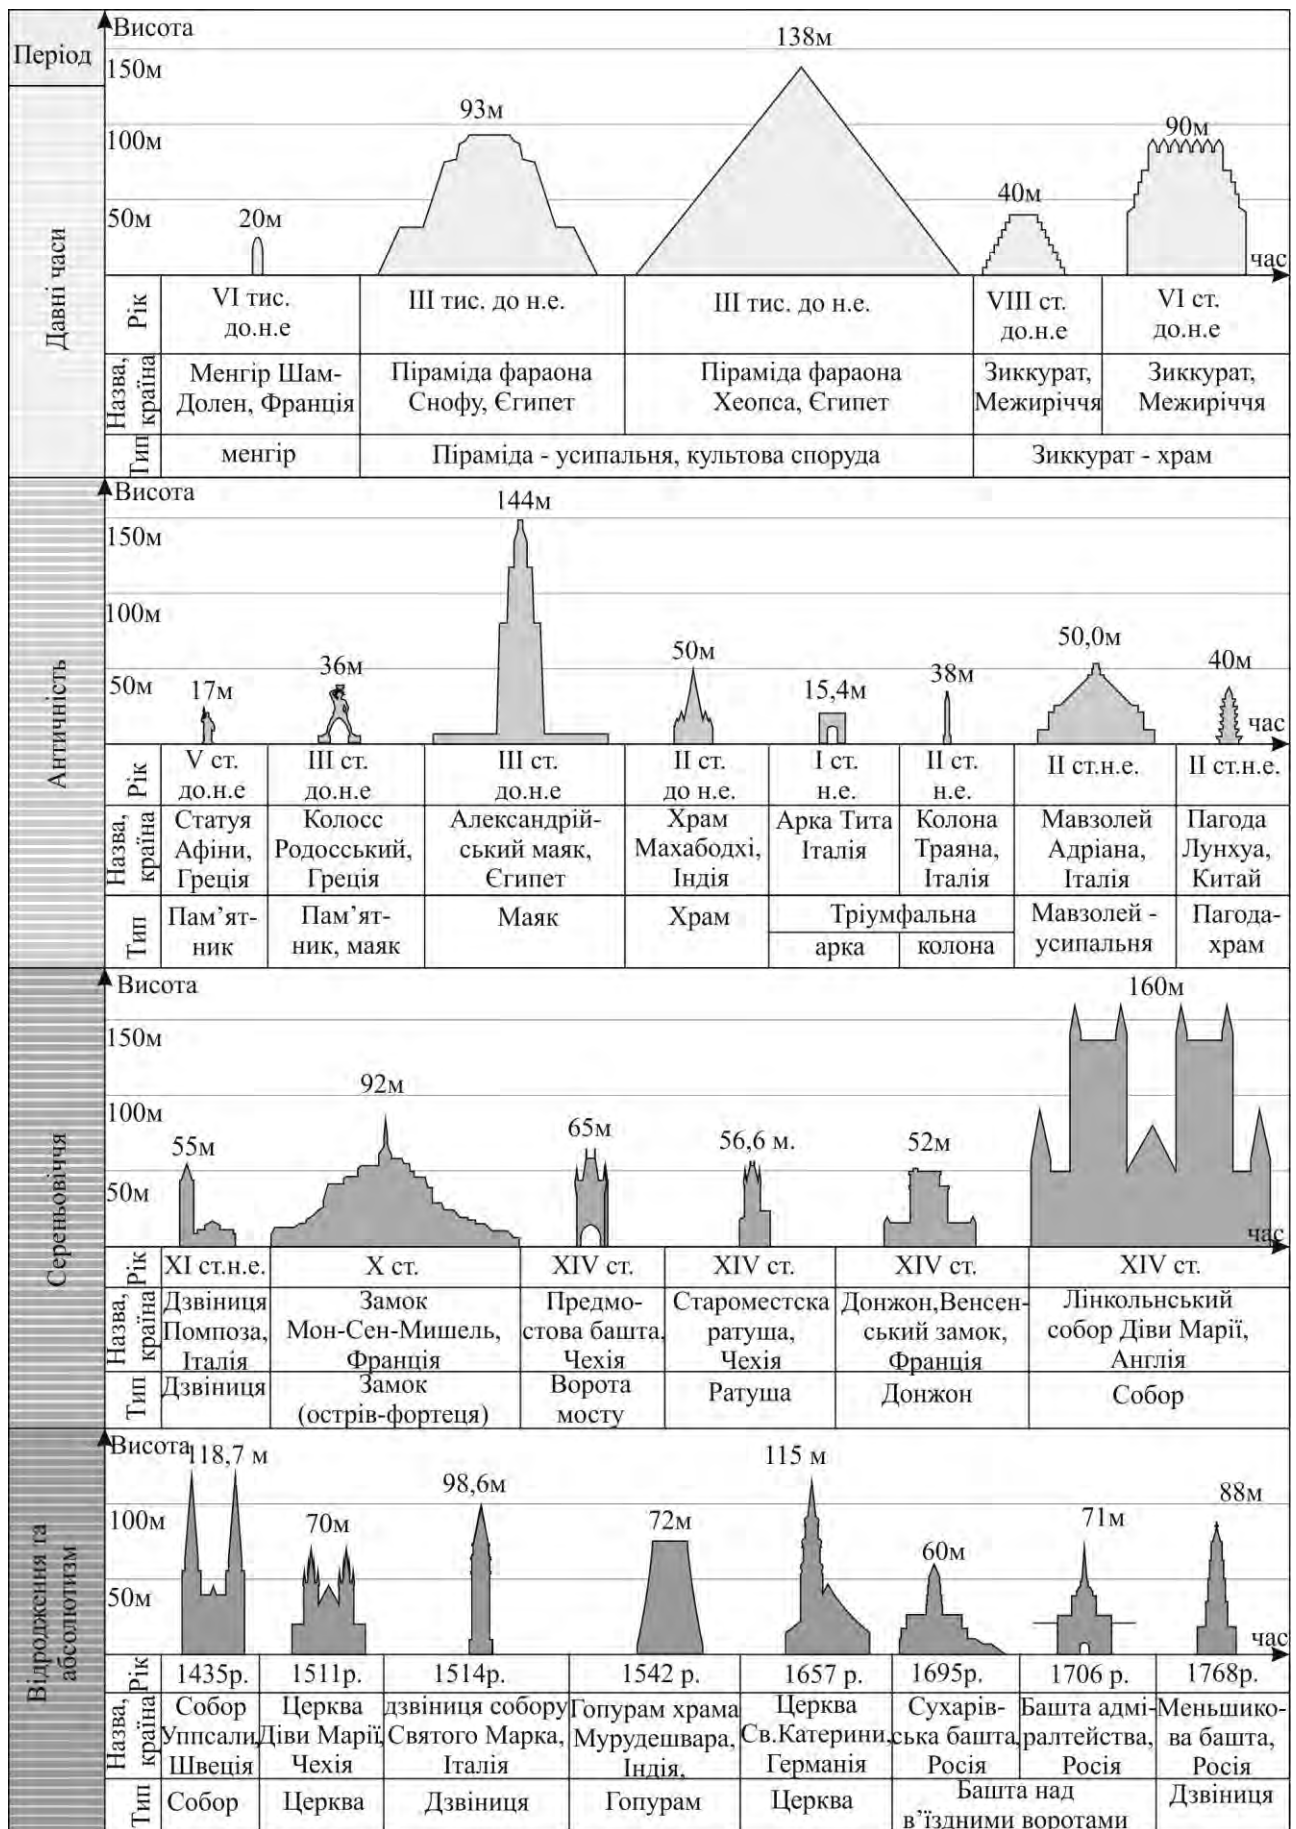 Період
Висота
150м
100м
50м
20м
93м
138м
40м
90м
час
Давні часи
Рік
VI тис.
до.н.е
III тис. до н.е.
III тис. до н.е.
VIII ст.
до.н.е
VI ст.
до.н.е
Назва,
країна
Менгір Шам-
Долен, Франція
Піраміда фараона
Снофу, Єгипет
Піраміда фараона
Хеопса, Єгипет
Зиккурат,
Межиріччя
Зиккурат,
Межиріччя
Тип
менгір
Піраміда - усипальня, культова споруда
Зиккурат - храм
Античність
Висота
150м
100м
50м
17м
36м
144м
50м
15,4м
38м
50,0м
40м
час
Рік
V ст.
до.н.е
III ст.
до.н.е
III ст.
до.н.е
II ст.
до н.е.
I ст.
н.е.
II ст.
н.е.
II ст.н.е.
II ст.н.е.
Назва,
країна
Статуя
Афіни,
Греція
Колосс
Родосський,
Греція
Александрій-
ський маяк,
Єгипет
Храм
Махабодхі,
Індія
Арка Тита
Італія
Колона
Траяна,
Італія
Мавзолей
Адріана,
Італія
Пагода
Лунхуа,
Китай
Тип
Пам’ят-
ник
Пам’ят-
ник, маяк
Маяк
Храм
Тріумфальна
арка
колона
Мавзолей -
усипальня
Пагода-
храм
Сереньовіччя
Висота
150м
100м
50м
55м
92м
65м
56,6 м.
52м
160м
час
Рік
XI ст.н.е.
X ст.
XIV ст.
XIV ст.
XIV ст.
XIV ст.
Назва,
країна
Дзвіниця
Помпоза,
Італія
Замок
Мон-Сен-Мишель,
Франція
Предмо-
стова башта,
Чехія
Староместска
ратуша,
Чехія
Донжон,Венсен-
ський замок,
Франція
Лінкольнський
собор Діви Марії,
Англія
Тип
Дзвіниця
Замок
(острів-фортеця)
Ворота
мосту
Ратуша
Донжон
Собор
Відродження та
абсолютизм
Висота
100м
50м
118,7 м
70м
98,6м
72м
115 м
60м
71м
88м
час
Рік
1435р.
1511р.
1514р.
1542 р.
1657 р.
1695р.
1706 р.
1768р.
Назва,
країна
Собор
Уппсали,
Швеція
Церква
Діви Марії,
Чехія
дзвіниця собору
Святого Марка,
Італія
Гопурам храма
Мурудешвара,
Індія,
Церква
Св.Катерини,
Германія
Сухарів-
ська башта,
Росія
Башта адмі-
ралтейства,
Росія
Меньшико-
ва башта,
Росія
Тип
Собор
Церква
Дзвіниця
Гопурам
Церква
Башта над
в’їздними воротами
Дзвіниця